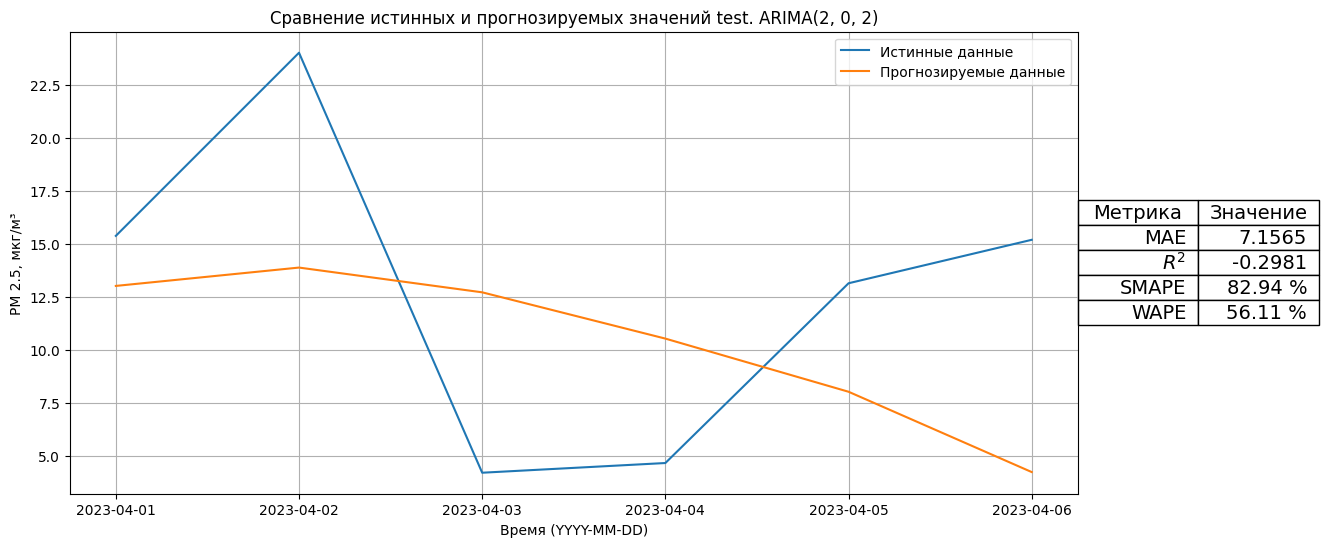 Сравнение истинных и прогнозируемых значений test. ARIMA(2, 0, 2)
Истинные данные
Прогнозируемые данные
22.5
20.0
17.5
15.0
12.5
10.0
7.5
5.0
PM 2.5, мкг/м³
2023-04-01 2023-04-02 2023-04-03 2023-04-04 2023-04-05 2023-04-06
Время (YYYY-MM-DD)
Метрика Значение
MAE 7.1565
R² -0.2981
SMAPE 82.94 %
WAPE 56.11 %